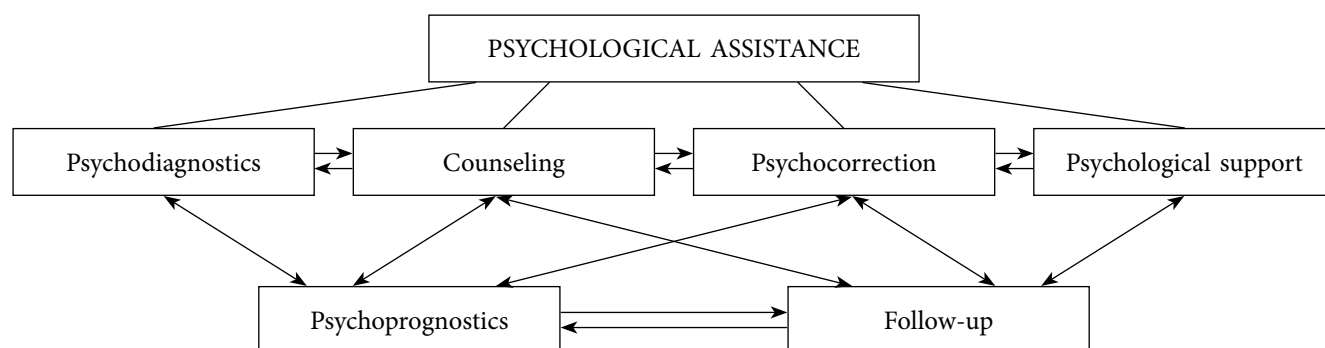 PSYCHOLOGICAL ASSISTANCE
Psychodiagnostics
Counseling
Psychocorrection
Psychological support
Psychoprognostics
Follow-up